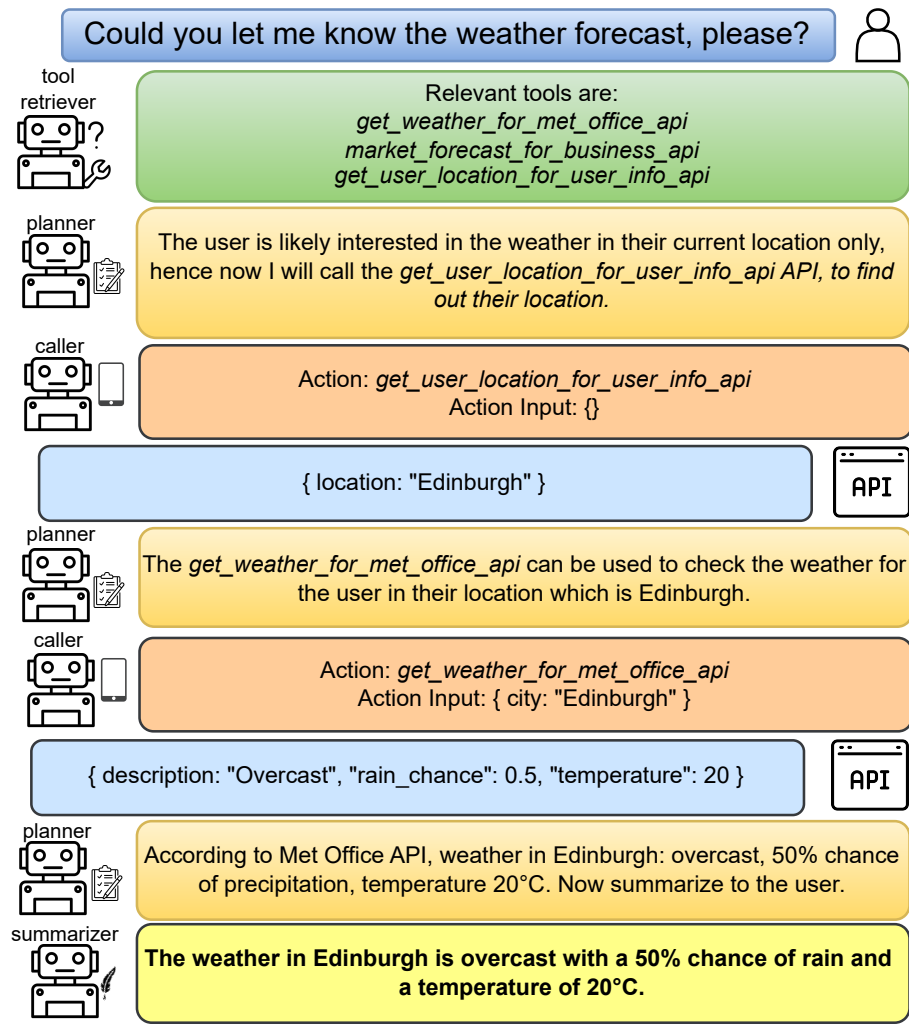 Could you let me know the weather forecast, please?
tool
retriever
?
Relevant tools are:
get_weather_for_met_office_api
market_forecast_for_business_api
get_user_location_for_user_info_api
planner
The user is likely interested in the weather in their current location only,
hence now I will call the get_user_location_for_user_info_api API, to find
out their location.
caller
Action: get_user_location_for_user_info_api
Action Input: {}
{ location: "Edinburgh" }
API
planner
The get_weather_for_met_office_api can be used to check the weather for
the user in their location which is Edinburgh.
caller
Action: get_weather_for_met_office_api
Action Input: { city: "Edinburgh" }
{ description: "Overcast", "rain_chance": 0.5, "temperature": 20 }
API
planner
According to Met Office API, weather in Edinburgh: overcast, 50% chance
of precipitation, temperature 20°C. Now summarize to the user.
summarizer
The weather in Edinburgh is overcast with a 50% chance of rain and
a temperature of 20°C.